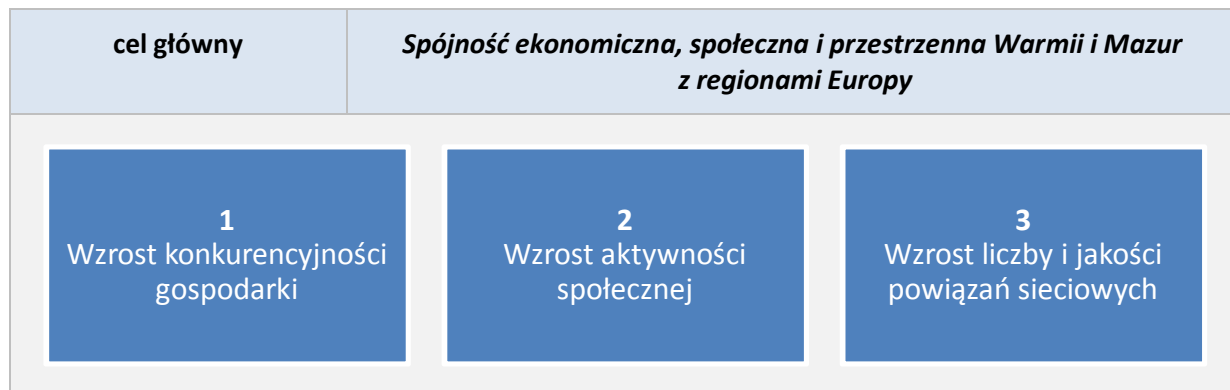 cel główny
Spójność ekonomiczna, społeczna i przestrzenna Warmii i Mazur
z regionami Europy
1
Wzrost konkurencyjności
gospodarki
2
Wzrost aktywności
społecznej
3
Wzrost liczby i jakości
powiązań sieciowych